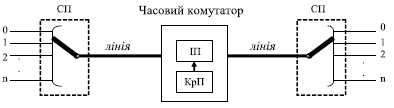 СП
Часовий комутатор
СП
0
1
2
.
.
n
лінія
ІП
КрП
лінія
0
1
2
.
.
n